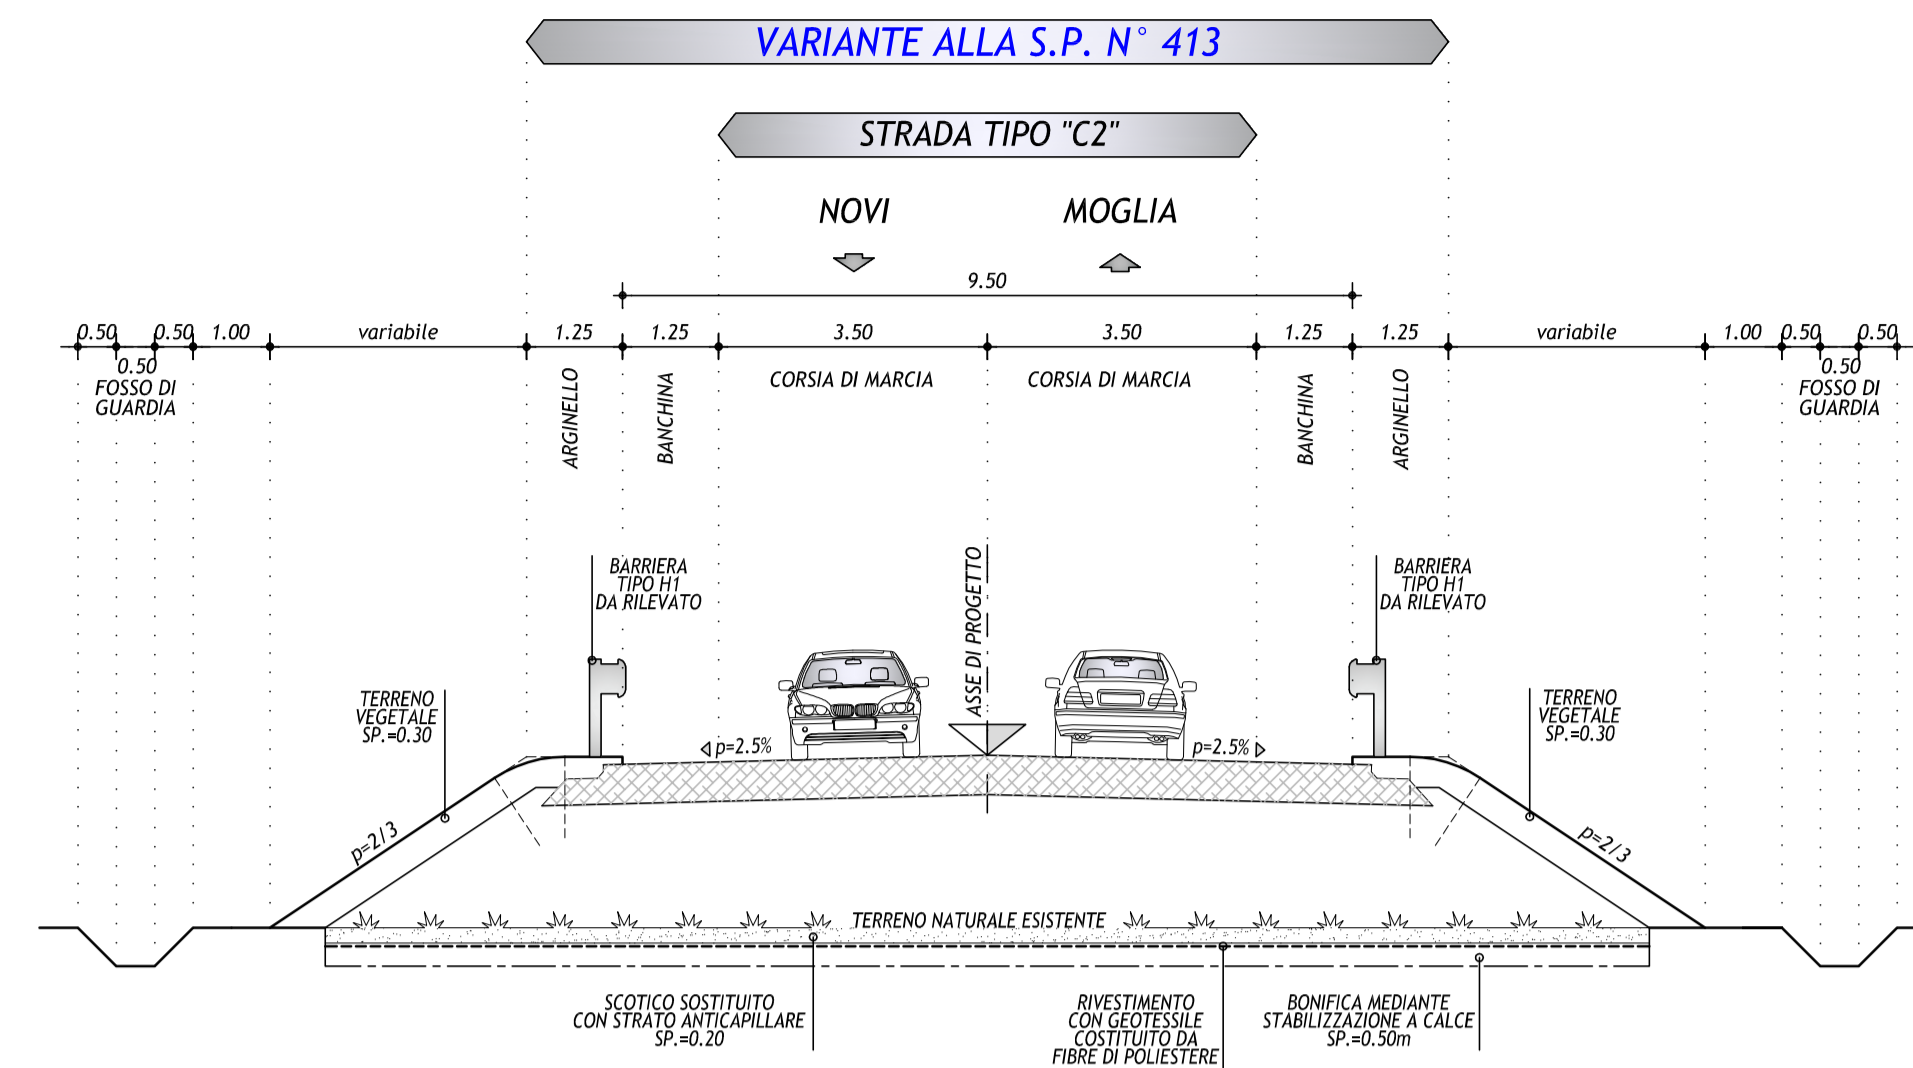 VARIANTE ALLA S.P. N° 413
STRADA TIPO "C2"
NOVI
MOGLIA
9.50
0.50
0.50
1.00
variabile
1.25
1.25
3.50
3.50
1.25
1.25
variabile
1.00
0.50
0.50
0.50
FOSSO DI
GUARDIA
ARGINELLO
BANCHINA
CORSIA DI MARCIA
CORSIA DI MARCIA
BANCHINA
ARGINELLO
0.50
FOSSO DI
GUARDIA
BARRIERA
TIPO H1
DA RILEVATO
ASSE DI PROGETTO
BARRIERA
TIPO H1
DA RILEVATO
TERRENO
VEGETALE
SP.=0.30
p=2.5%
p=2.5%
TERRENO
VEGETALE
SP.=0.30
p=2/3
p=2/3
TERRENO NATURALE ESISTENTE
SCOTICO SOSTITUITO
CON STRATO ANTICAPILLARE
SP.=0.20
RIVESTIMENTO
CON GEOTESSILE
COSTITUITO DA
FIBRE DI POLIESTERE
BONIFICA MEDIANTE
STABILIZZAZIONE A CALCE
SP.=0.50m